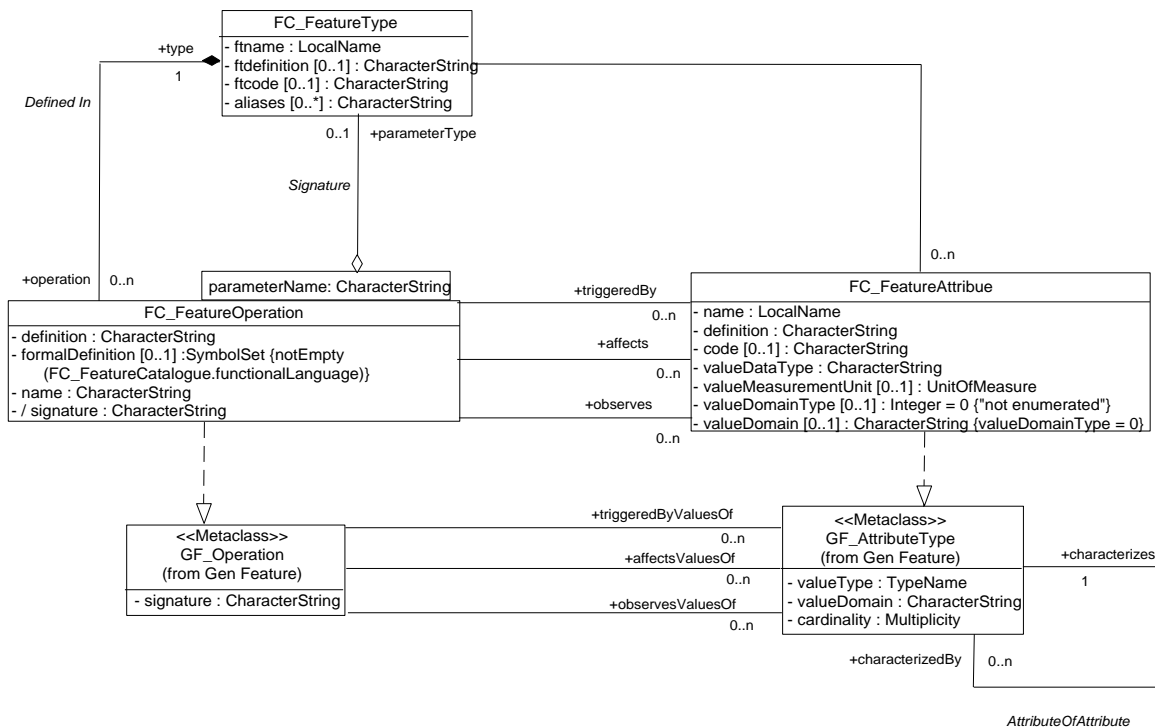 FC_FeatureType
- ftname : LocalName
- ftdefinition [0..1] : CharacterString
- ftcode [0..1] : CharacterString
- aliases [0..*] : CharacterString
+type
1
Defined In
0..1
+parameterType
Signature
+operation
0..n
0..n
parameterName: CharacterString
FC_FeatureOperation
- definition : CharacterString
- formalDefinition [0..1] :SymbolSet {notEmpty
(FC_FeatureCatalogue.functionalLanguage)}
- name : CharacterString
- / signature : CharacterString
+triggeredBy
0..n
+affects
0..n
+observes
0..n
FC_FeatureAttribue
- name : LocalName
- definition : CharacterString
- code [0..1] : CharacterString
- valueDataType : CharacterString
- valueMeasurementUnit [0..1] : UnitOfMeasure
- valueDomainType [0..1] : Integer = 0 {"not enumerated"}
- valueDomain [0..1] : CharacterString {valueDomainType = 0}
<<Metaclass>>
GF_Operation
(from Gen Feature)
- signature : CharacterString
+triggeredByValuesOf
0..n
+affectsValuesOf
0..n
+observesValuesOf
0..n
<<Metaclass>>
GF_AttributeType
(from Gen Feature)
- valueType : TypeName
- valueDomain : CharacterString
- cardinality : Multiplicity
+characterizes
1
+characterizedBy
0..n
AttributeOfAttribute